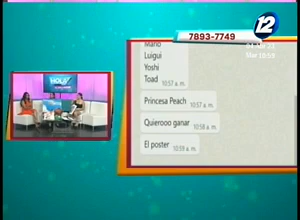 12
7893-7749
Mario
Luigui
Yoshi
Toad
10:57 a. m.
Princesa Peach
10:57 a. m.
Quierooo ganar
10:58 a. m.
El poster
10:59 a. m.
HOLA